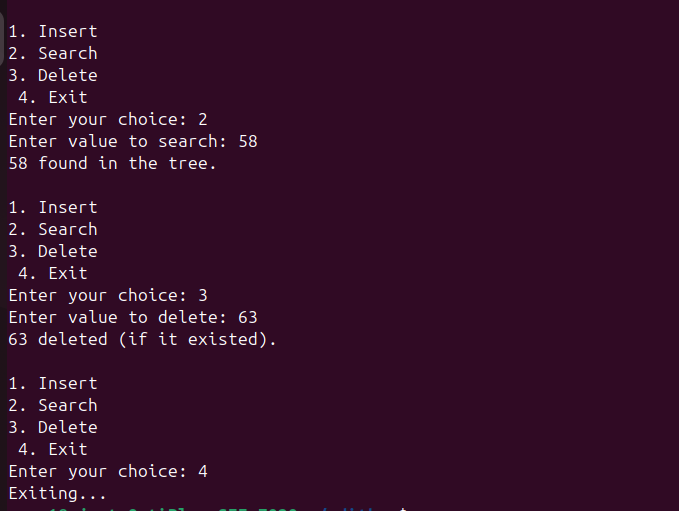 1. Insert
2. Search
3. Delete
 4. Exit
Enter your choice: 2
Enter value to search: 58
58 found in the tree.
1. Insert
2. Search
3. Delete
 4. Exit
Enter your choice: 3
Enter value to delete: 63
63 deleted (if it existed).
1. Insert
2. Search
3. Delete
 4. Exit
Enter your choice: 4
Exiting...